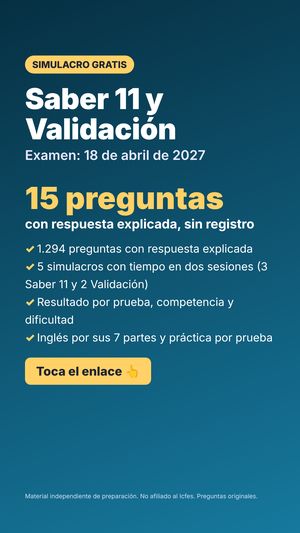 SIMULACRO GRATIS
Saber 11 y
Validación
Examen: 18 de abril de 2027
15 preguntas
con respuesta explicada, sin registro
✓ 1.294 preguntas con respuesta explicada
✓ 5 simulacros con tiempo en dos sesiones (3
Saber 11 y 2 Validación)
✓ Resultado por prueba, competencia y
dificultad
✓ Inglés por sus 7 partes y práctica por prueba
Toca el enlace 👆
Material independiente de preparación. No afiliado al Icfes. Preguntas originales.